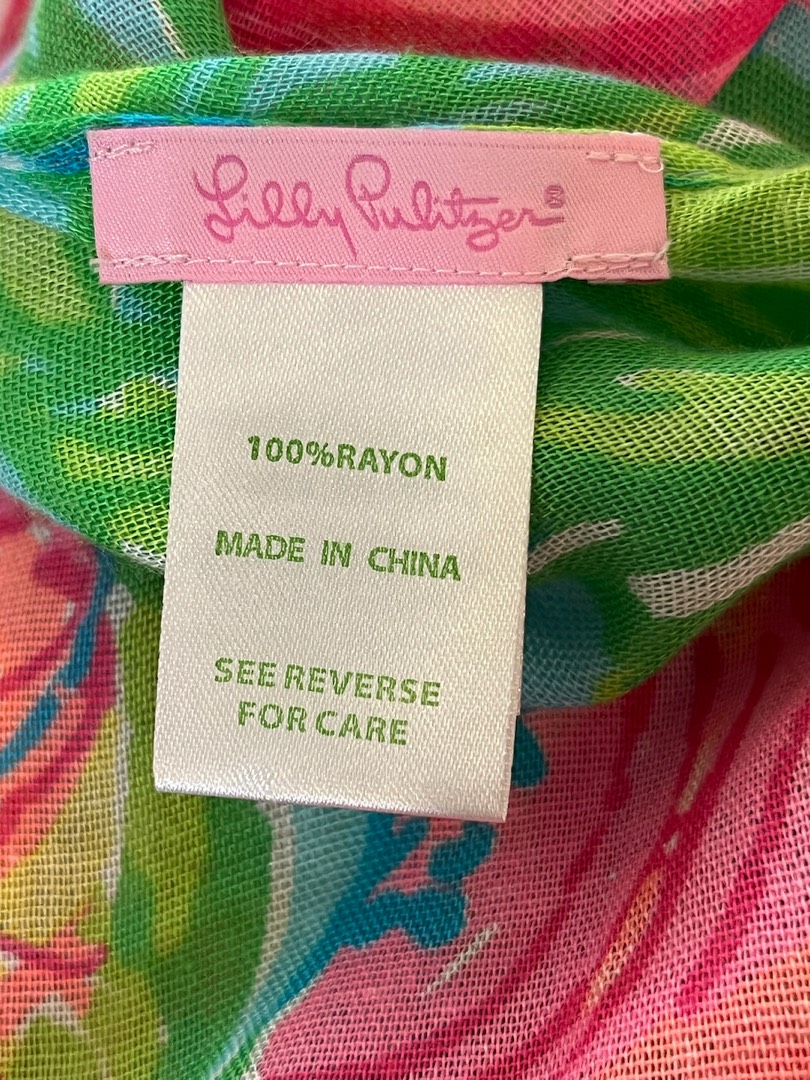 Lilly Pulitzer®
100%RAYON
MADE IN CHINA
SEE REVERSE
FOR CARE